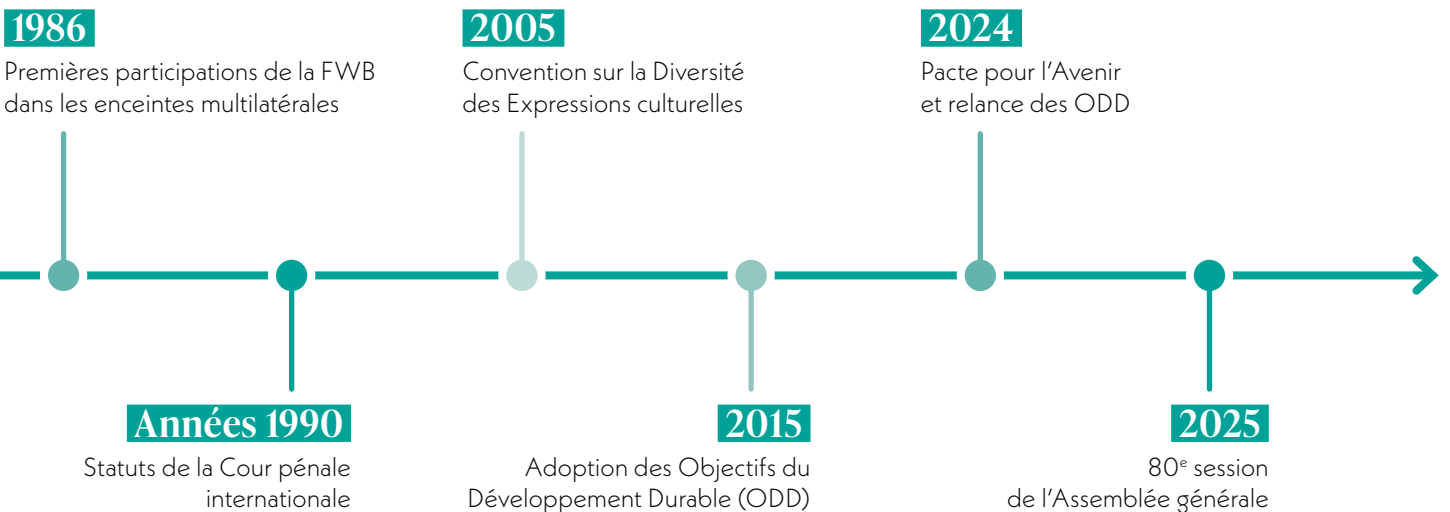 1986
Premières participations de la FWB
dans les enceintes multilatérales
2005
Convention sur la Diversité
des Expressions culturelles
2024
Pacte pour l'Avenir
et relance des ODD
Années 1990
Statuts de la Cour pénale
internationale
2015
Adoption des Objectifs du
Développement Durable (ODD)
2025
80e session
de l'Assemblée générale